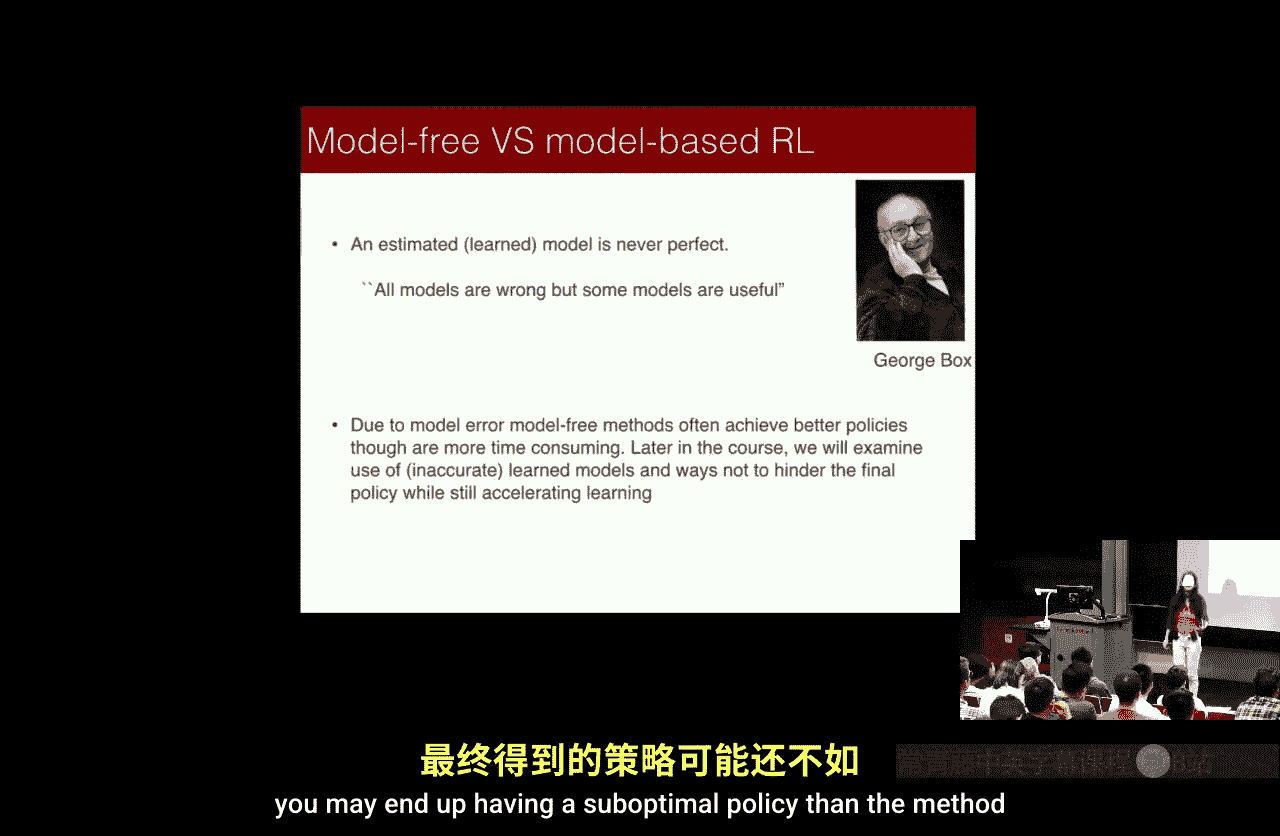 Model-free VS model-based RL
• An estimated (learned) model is never perfect.
``All models are wrong but some models are useful”
George Box
• Due to model error model-free methods often achieve better policies
though are more time consuming. Later in the course, we will examine
use of (inaccurate) learned models and ways not to hinder the final
policy while still accelerating learning
最终得到的策略可能还不如
you may end up having a suboptimal policy than the method